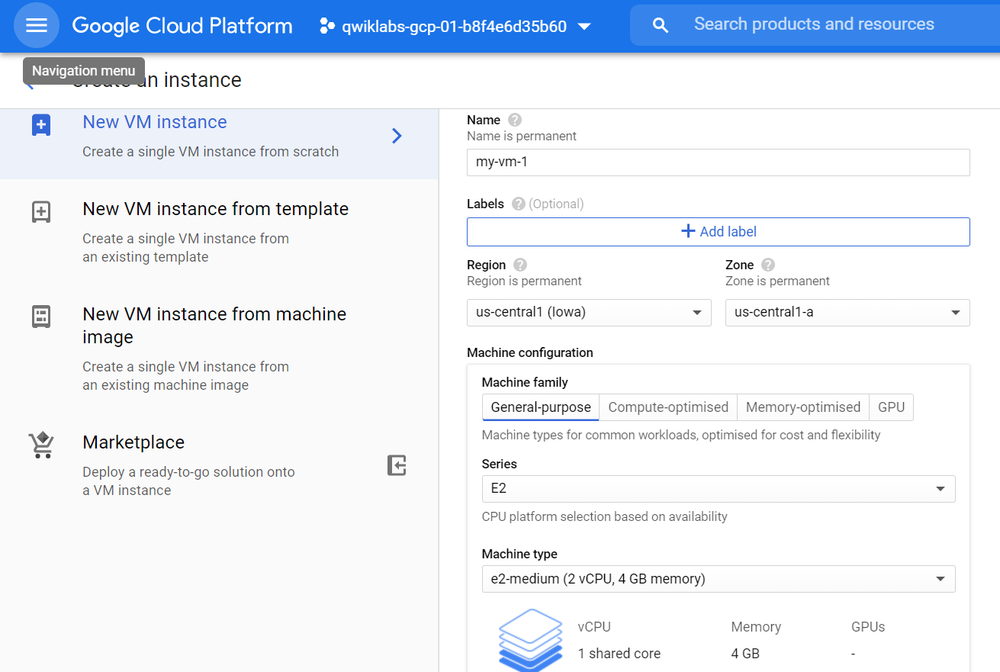 Google Cloud Platform
qwiklabs-gcp-01-b8f4e6d35b60
Search products and resources
Navigation menu
Create an instance
New VM instance
Create a single VM instance from scratch
New VM instance from template
Create a single VM instance from
an existing template
New VM instance from machine
image
Create a single VM instance from
an existing machine image
Marketplace
Deploy a ready-to-go solution onto
a VM instance
Name ?
Name is permanent
my-vm-1
Labels ? (Optional)
+ Add label
Region ?
Region is permanent
us-central1 (Iowa)
Zone ?
Zone is permanent
us-central1-a
Machine configuration
Machine family
General-purpose Compute-optimised Memory-optimised GPU
Machine types for common workloads, optimised for cost and flexibility
Series
E2
CPU platform selection based on availability
Machine type
e2-medium (2 vCPU, 4 GB memory)
vCPU Memory GPUs
1 shared core 4 GB -